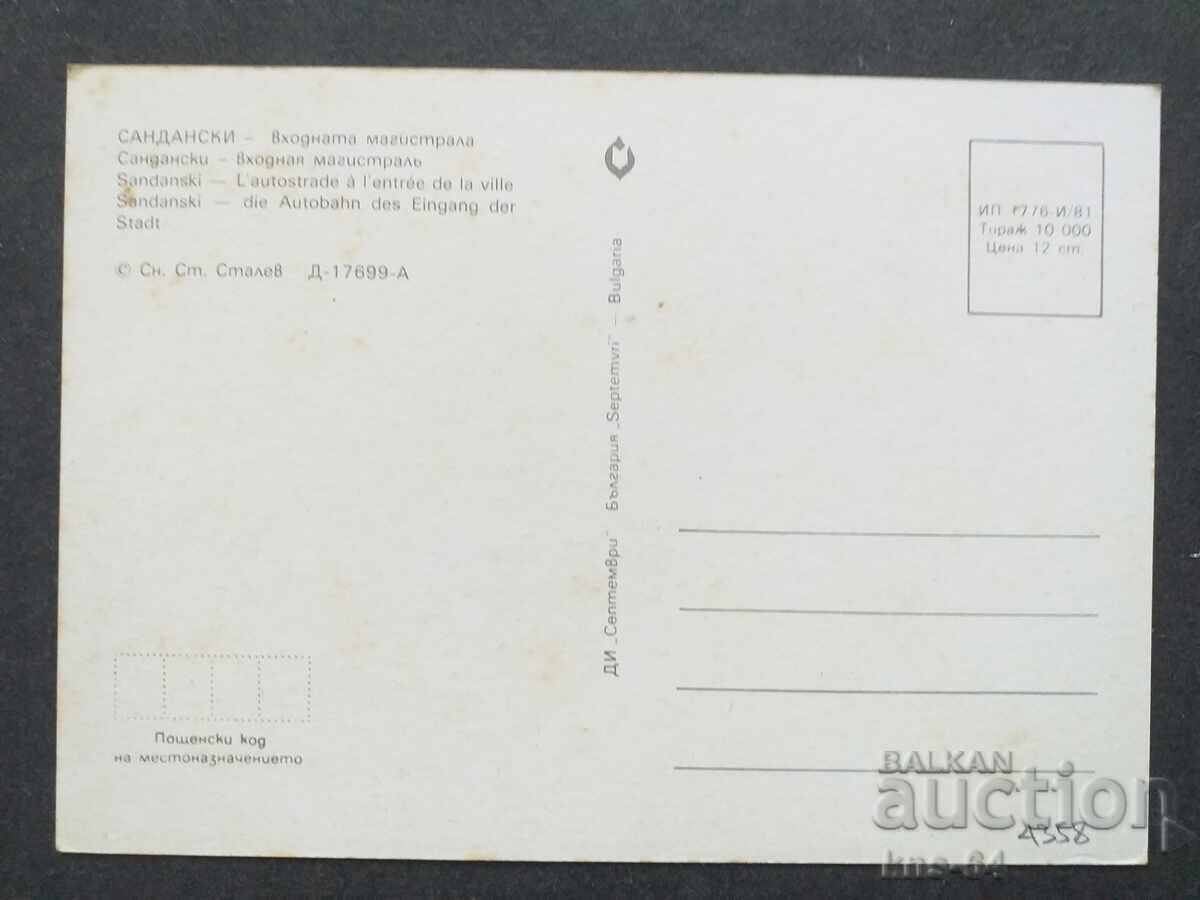 САНДАНСКИ – входната магистрала
Сандански – входная магистраль
Sandanski — L'autostrade à l'entrée de la ville
Sandanski — die Autobahn des Eingang der
Stadt
© Сн. Ст. Сталев Д-17699-А
ДИ „Септември" България „Septemvri" — Bulgaria
ИП 776-И/81
Тираж 10 000
Цена 12 ст.
Пощенски код
на местоназначението
BALKAN
auction
4358
kns-64